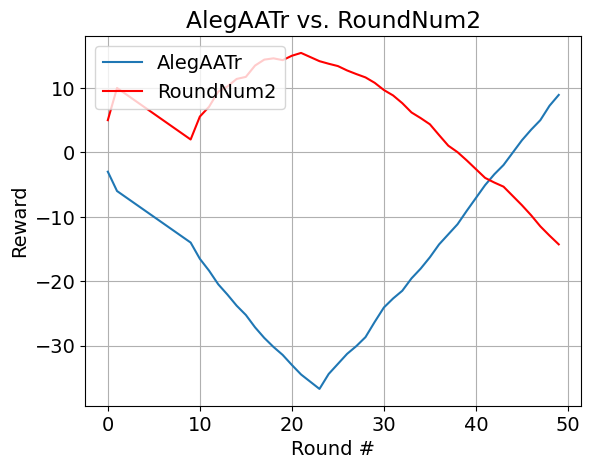 AlegAATr vs. RoundNum2
AlegAATr
RoundNum2
10
0
−10
−20
−30
Reward
0 10 20 30 40 50
Round #